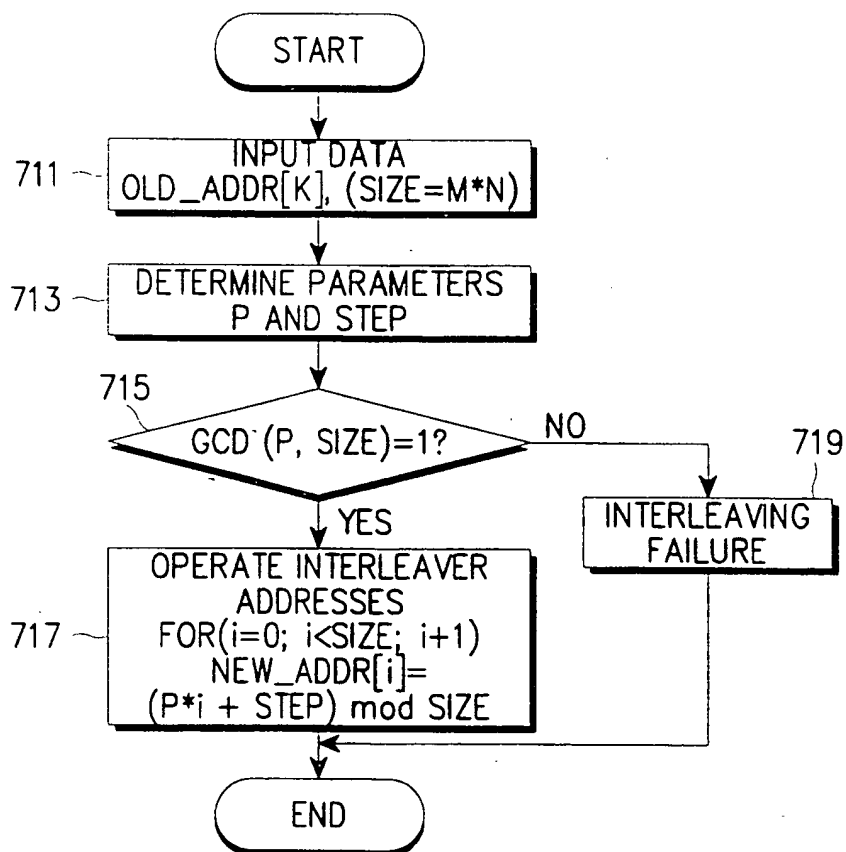 START
711
INPUT DATA
OLD_ADDR[K], (SIZE=M*N)
713
DETERMINE PARAMETERS
P AND STEP
715
GCD (P, SIZE)=1?
NO
719
INTERLEAVING
FAILURE
YES
717
OPERATE INTERLEAVER
ADDRESSES
FOR(i=0; i<SIZE; i+1)
NEW_ADDR[i]=
(P*i + STEP) mod SIZE
END